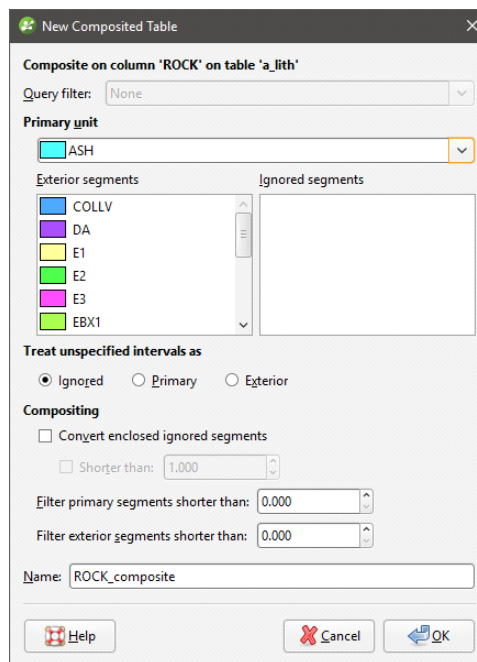 New Composited Table
Composite on column 'ROCK' on table 'a_lith'
Query filter: None
Primary unit
ASH
Exterior segments Ignored segments
COLLV
DA
E1
E2
E3
EBX1
Treat unspecified intervals as
Ignored Primary Exterior
Compositing
Convert enclosed ignored segments
Shorter than: 1.000
Filter primary segments shorter than: 0.000
Filter exterior segments shorter than: 0.000
Name: ROCK_composite
Help Cancel OK